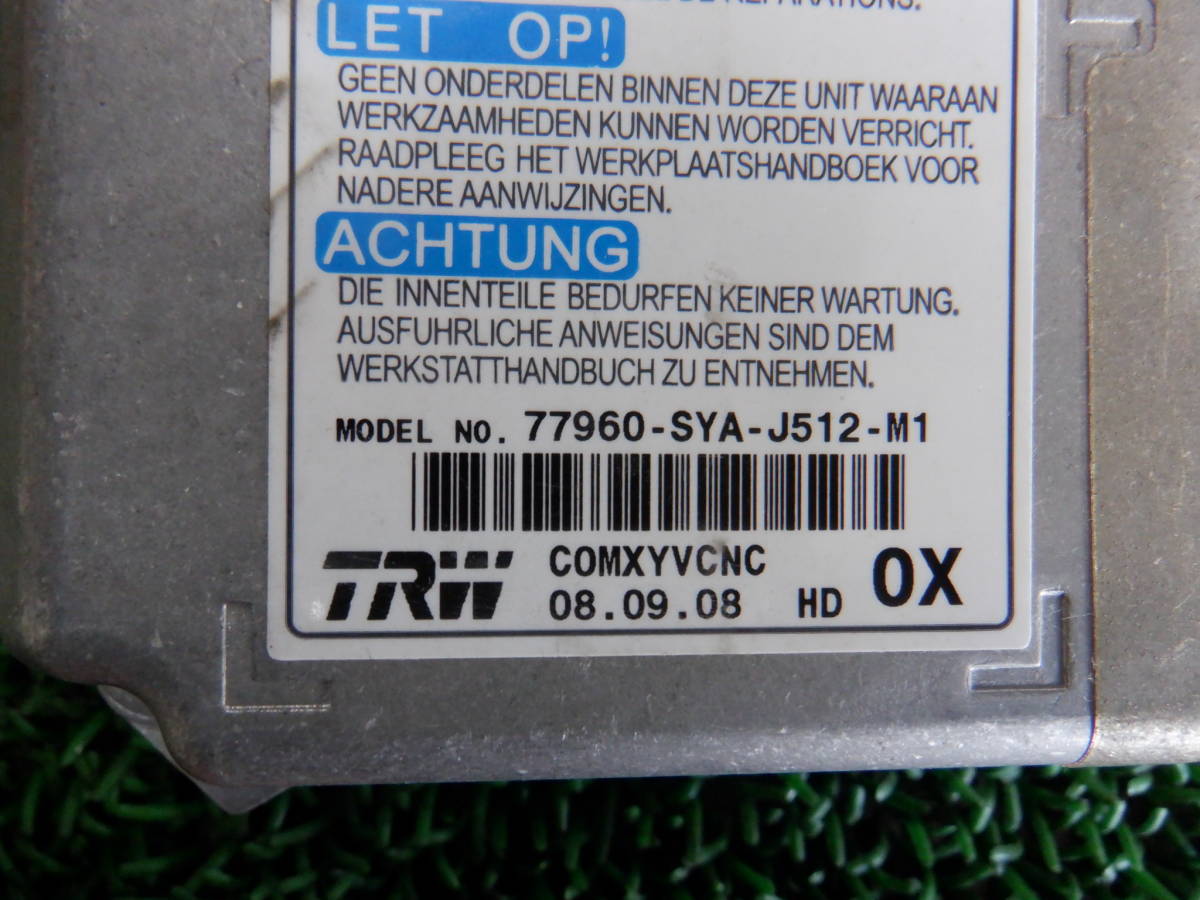 RÉPARATIONS.
LET OP!
GEEN ONDERDELEN BINNEN DEZE UNIT WAARAAN
WERKZAAMHEDEN KUNNEN WORDEN VERRICHT.
RAADPLEEG HET WERKPLAATSHANDBOEK VOOR
NADERE AANWIJZINGEN.
ACHTUNG
DIE INNENTEILE BEDURFEN KEINER WARTUNG.
AUSFUHRLICHE ANWEISUNGEN SIND DEM
WERKSTATTHANDBUCH ZU ENTNEHMEN.
MODEL NO. 77960-SYA-J512-M1
TRW COMXYVCNC 0X
08.09.08 HD